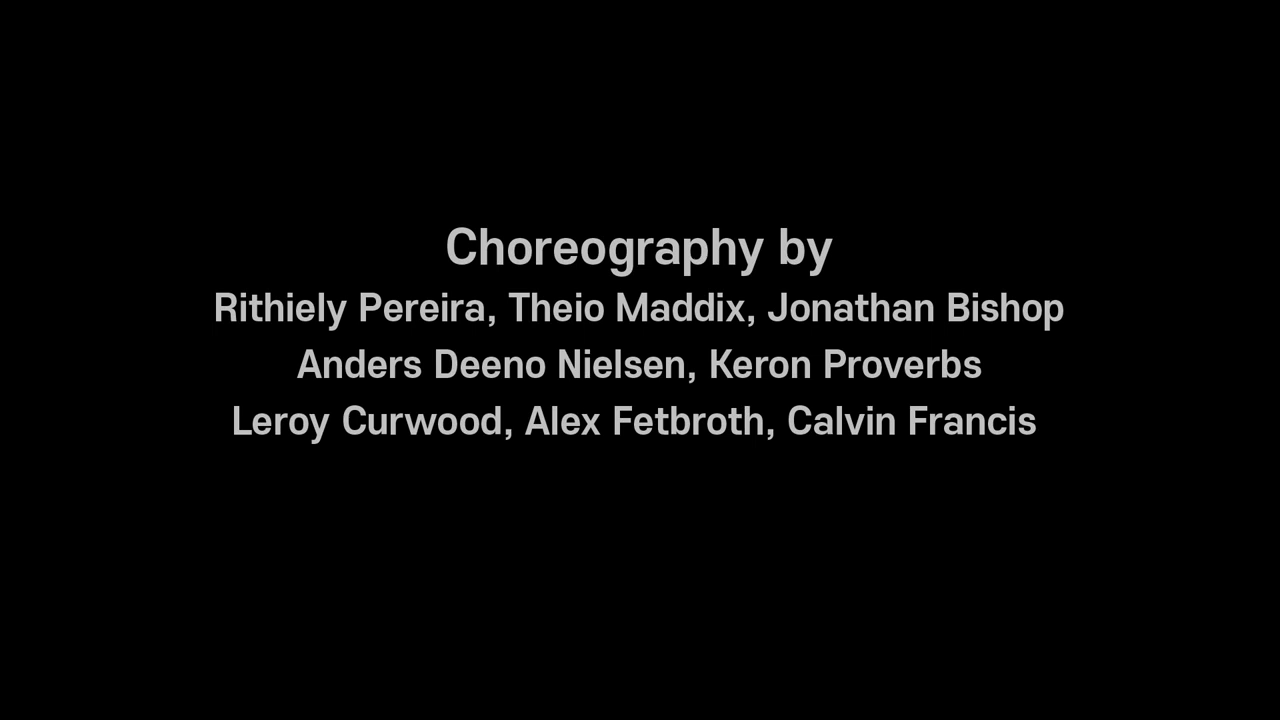 Choreography by
Rithiely Pereira, Theio Maddix, Jonathan Bishop
Anders Deeno Nielsen, Keron Proverbs
Leroy Curwood, Alex Fetbroth, Calvin Francis